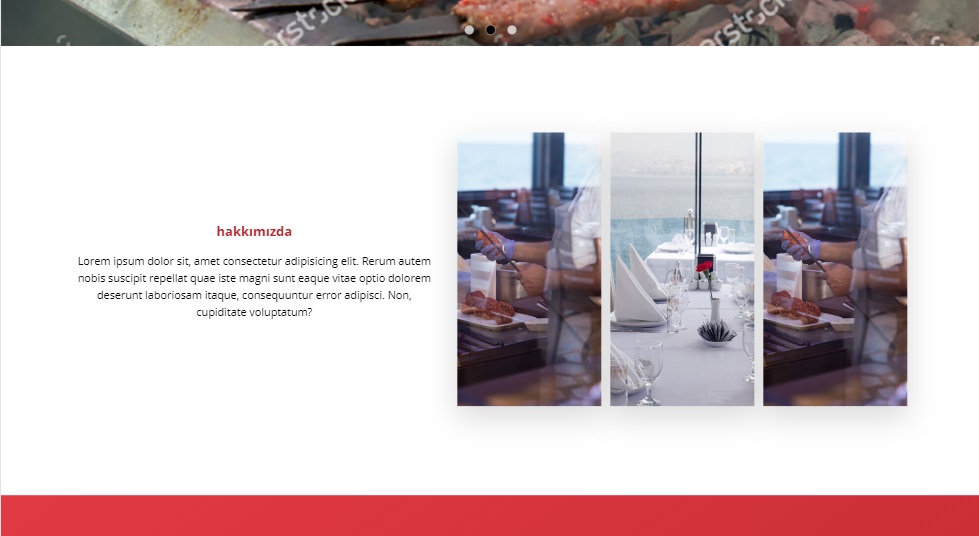 hakkımızda
Lorem ipsum dolor sit, amet consectetur adipisicing elit. Rerum autem
nobis suscipit repellat quae iste magni sunt eaque vitae optio dolorem
deserunt laboriosam itaque, consequuntur error adipisci. Non,
cupiditate voluptatum?